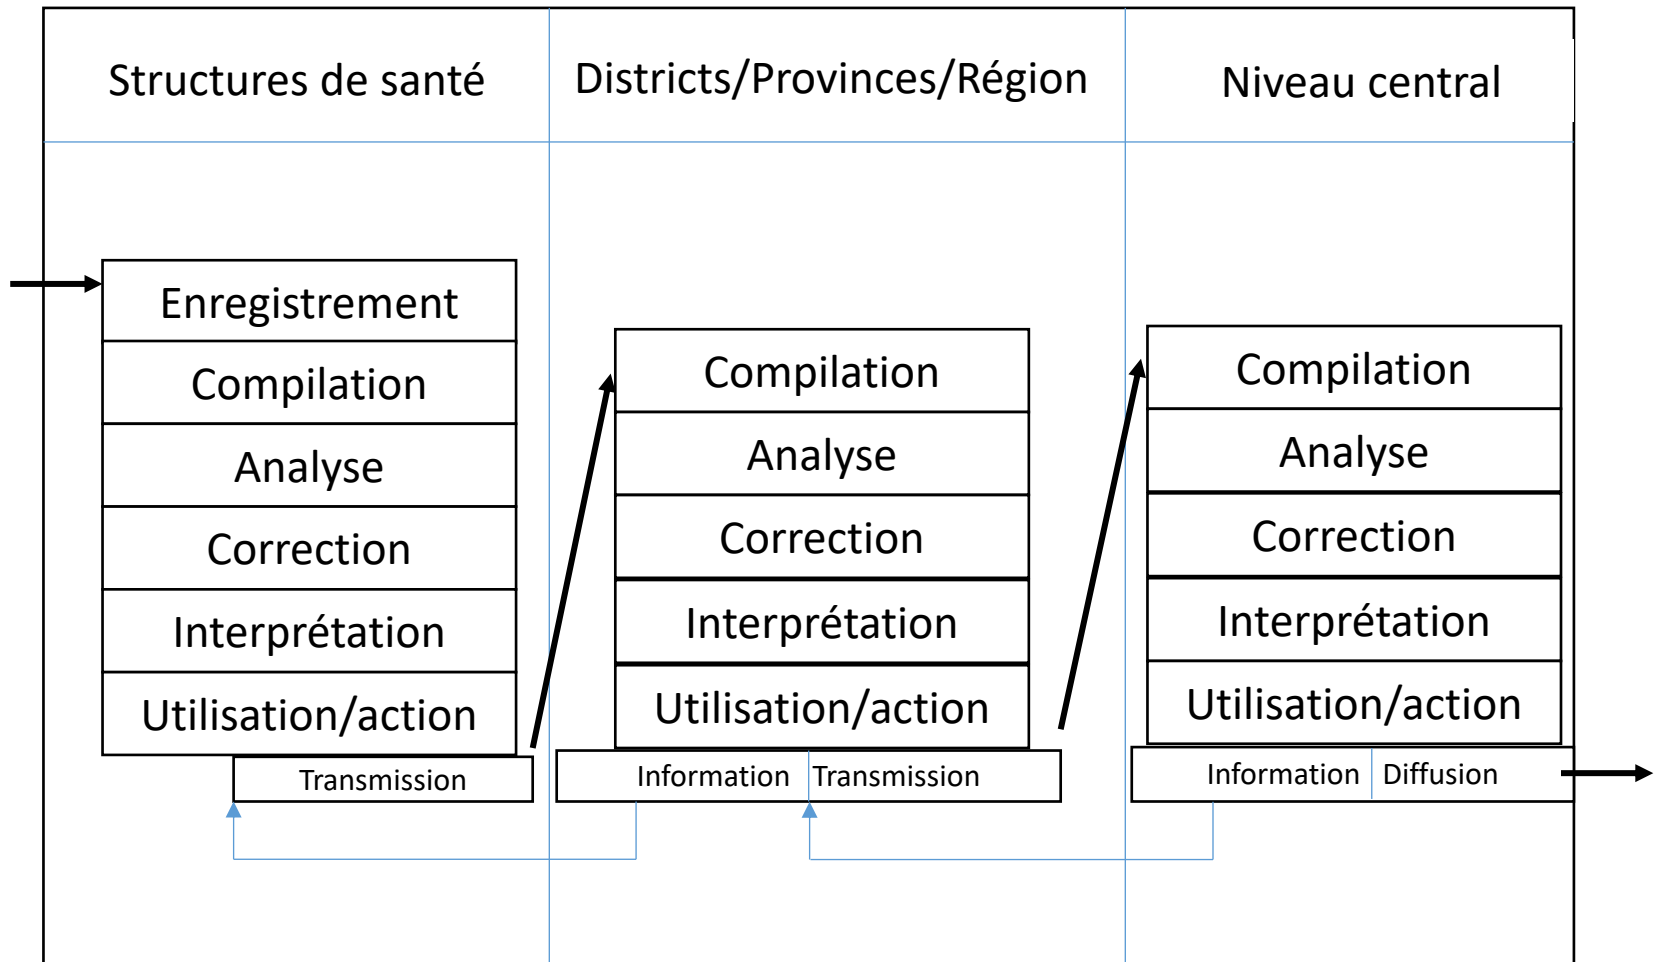 Structures de santé
Districts/Provinces/Région
Niveau central
Enregistrement
Compilation
Analyse
Correction
Interprétation
Utilisation/action
Transmission
Compilation
Analyse
Correction
Interprétation
Utilisation/action
Information Transmission
Compilation
Analyse
Correction
Interprétation
Utilisation/action
Information Diffusion